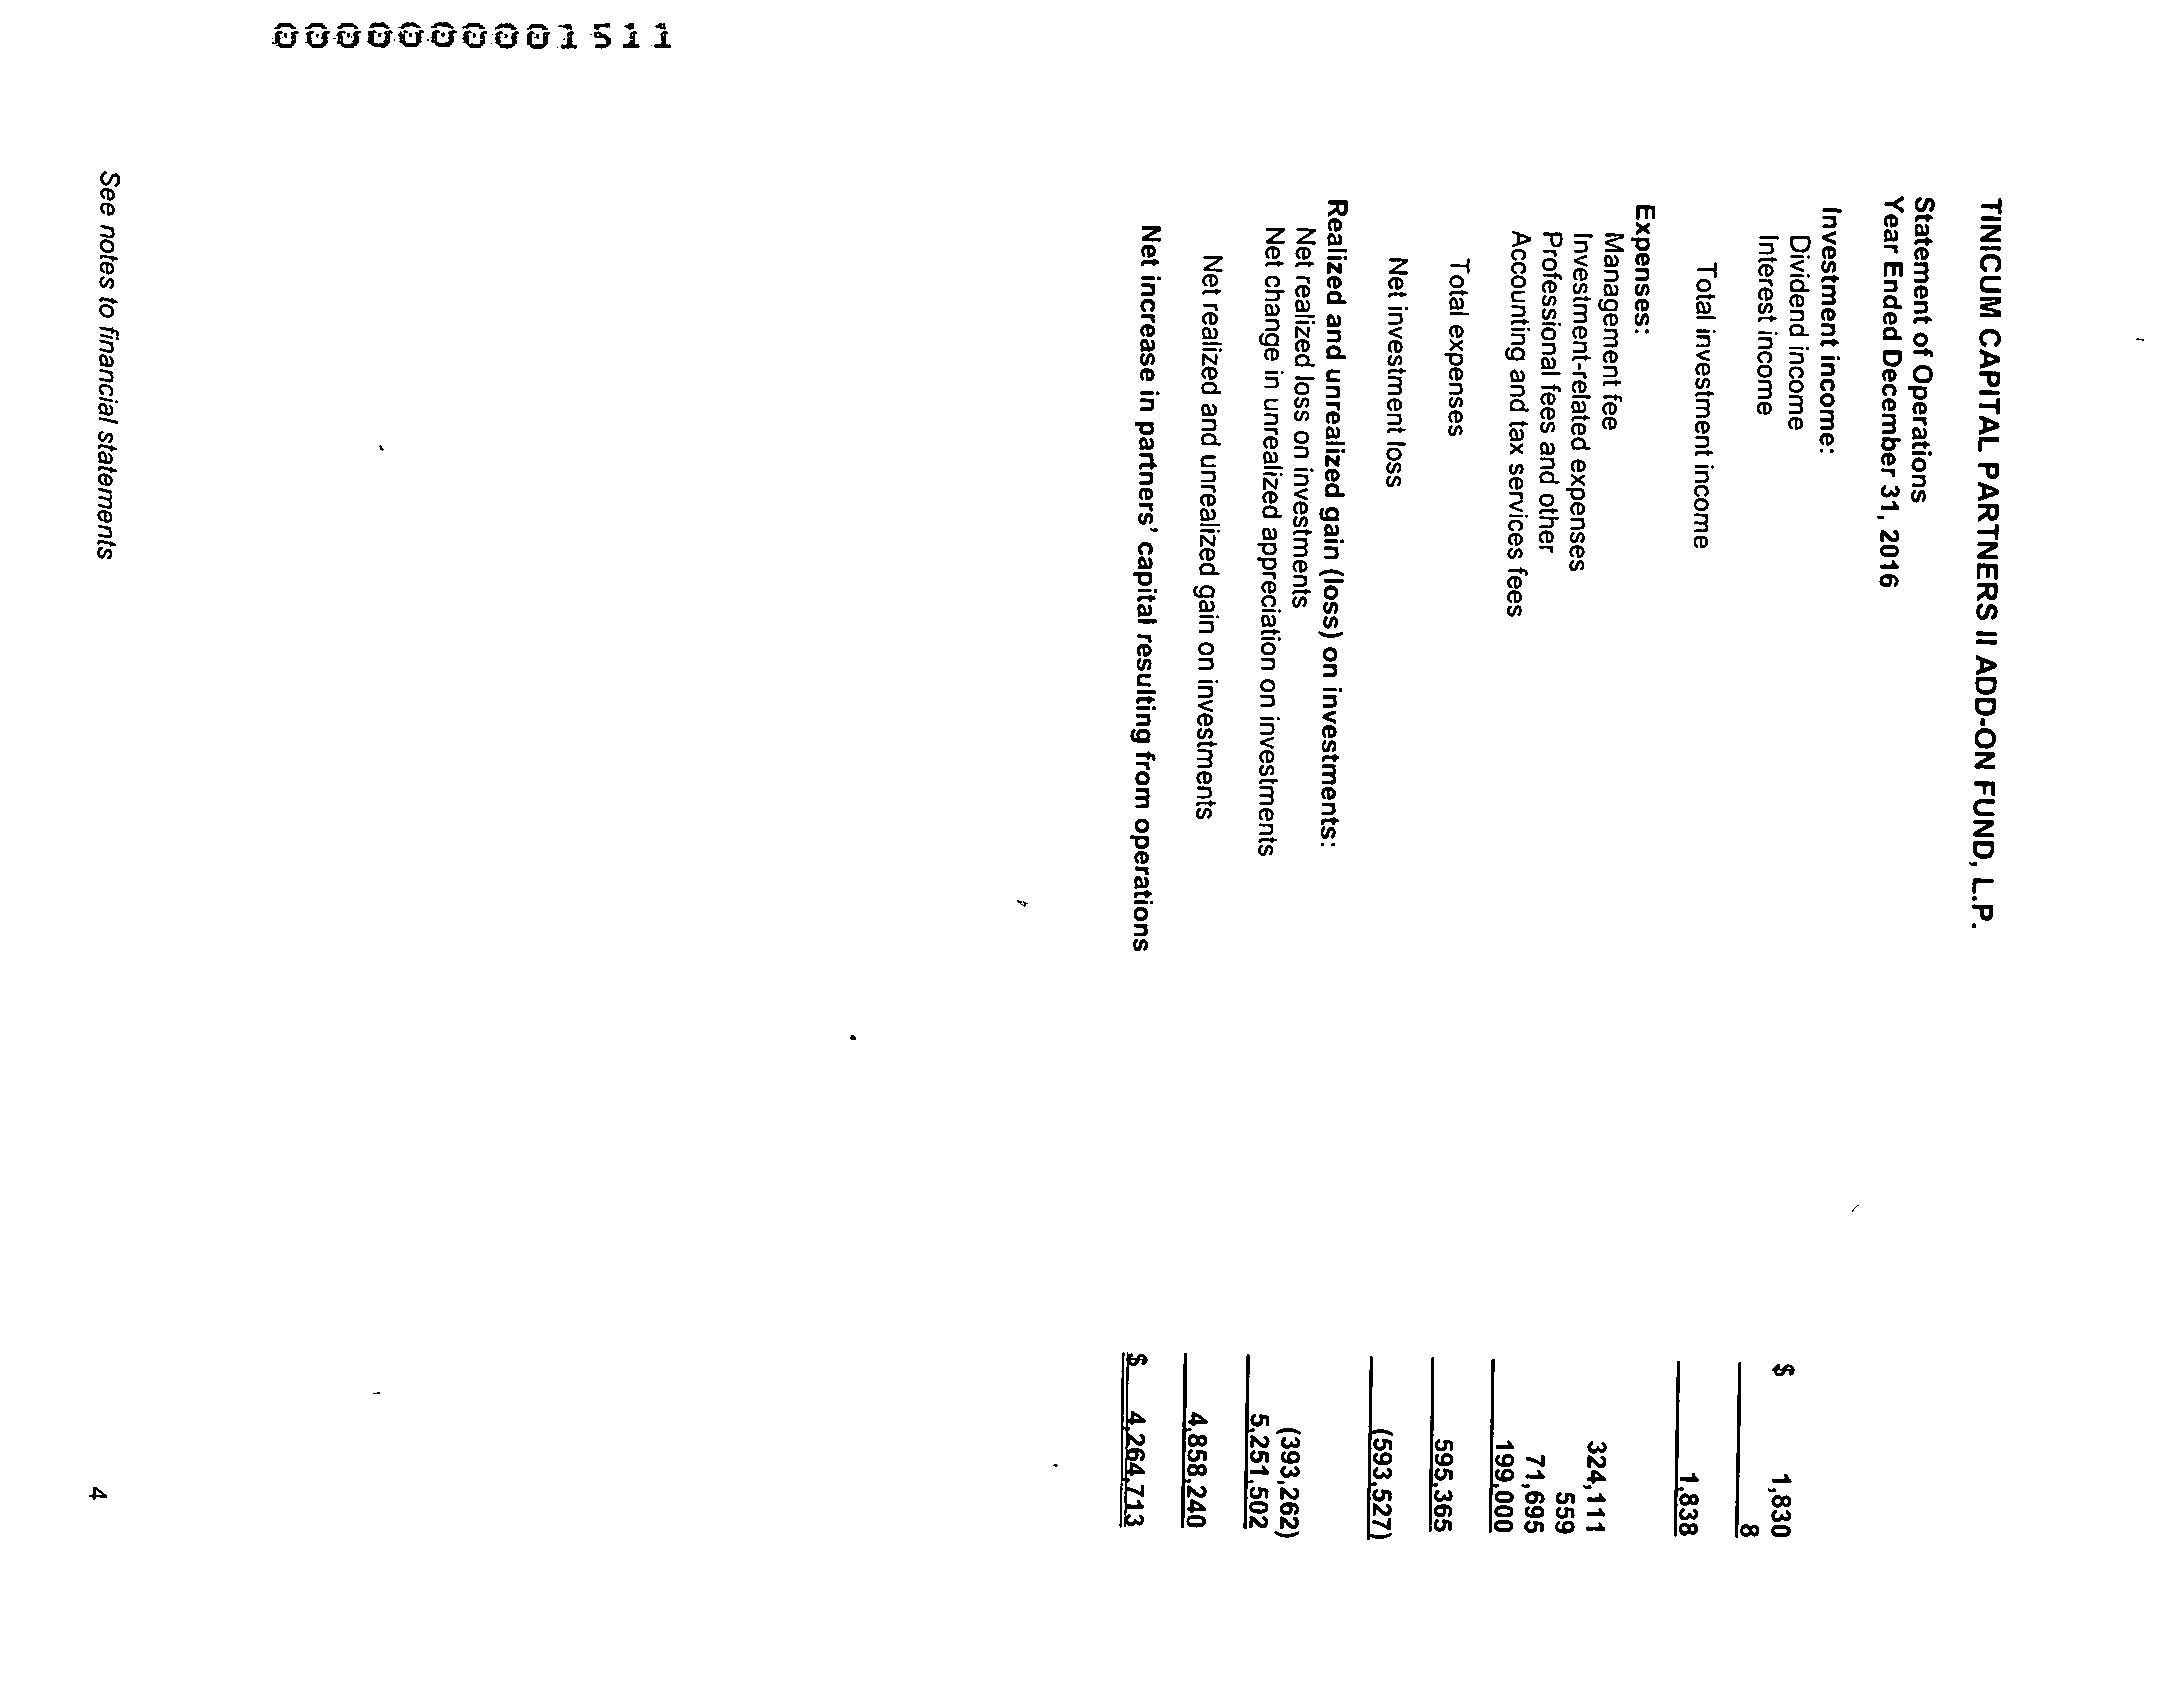 TINICUM CAPITAL PARTNERS II ADD-ON FUND, L.P.
Statement of Operations
Year Ended December 31, 2016
Investment income:
Dividend income $ 1,830
Interest income 8
Total investment income 1,838
Expenses:
Management fee 324,111
Investment-related expenses 559
Professional fees and other 71,695
Accounting and tax services fees 199,000
Total expenses 595,365
Net investment loss (593,527)
Realized and unrealized gain (loss) on investments:
Net realized loss on investments (393,262)
Net change in unrealized appreciation on investments 5,251,502
Net realized and unrealized gain on investments 4,858,240
Net increase in partners' capital resulting from operations $ 4,264,713
See notes to financial statements 4
0000000001511